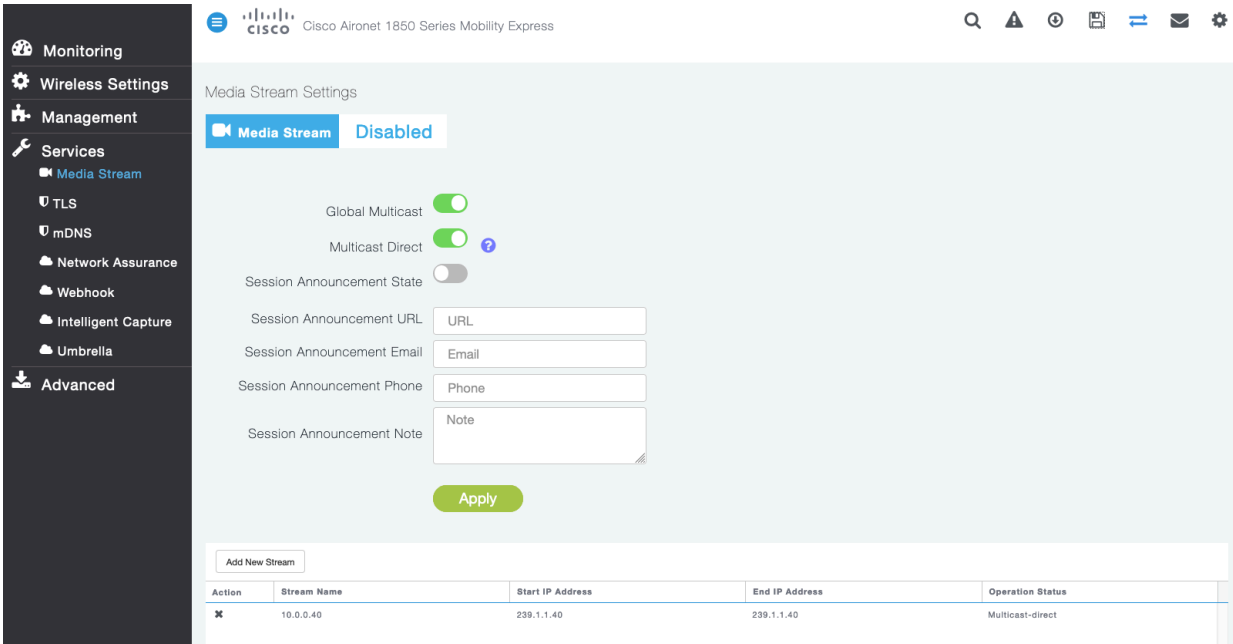 CISCO Cisco Aironet 1850 Series Mobility Express
Monitoring
Wireless Settings
Management
Services
Media Stream
TLS
mDNS
Network Assurance
Webhook
Intelligent Capture
Umbrella
Advanced
Media Stream Settings
Media Stream Disabled
Global Multicast
Multicast Direct ?
Session Announcement State
Session Announcement URL URL
Session Announcement Email Email
Session Announcement Phone Phone
Session Announcement Note Note
Apply
Add New Stream
Action Stream Name Start IP Address End IP Address Operation Status
10.0.0.40 239.1.1.40 239.1.1.40 Multicast-direct